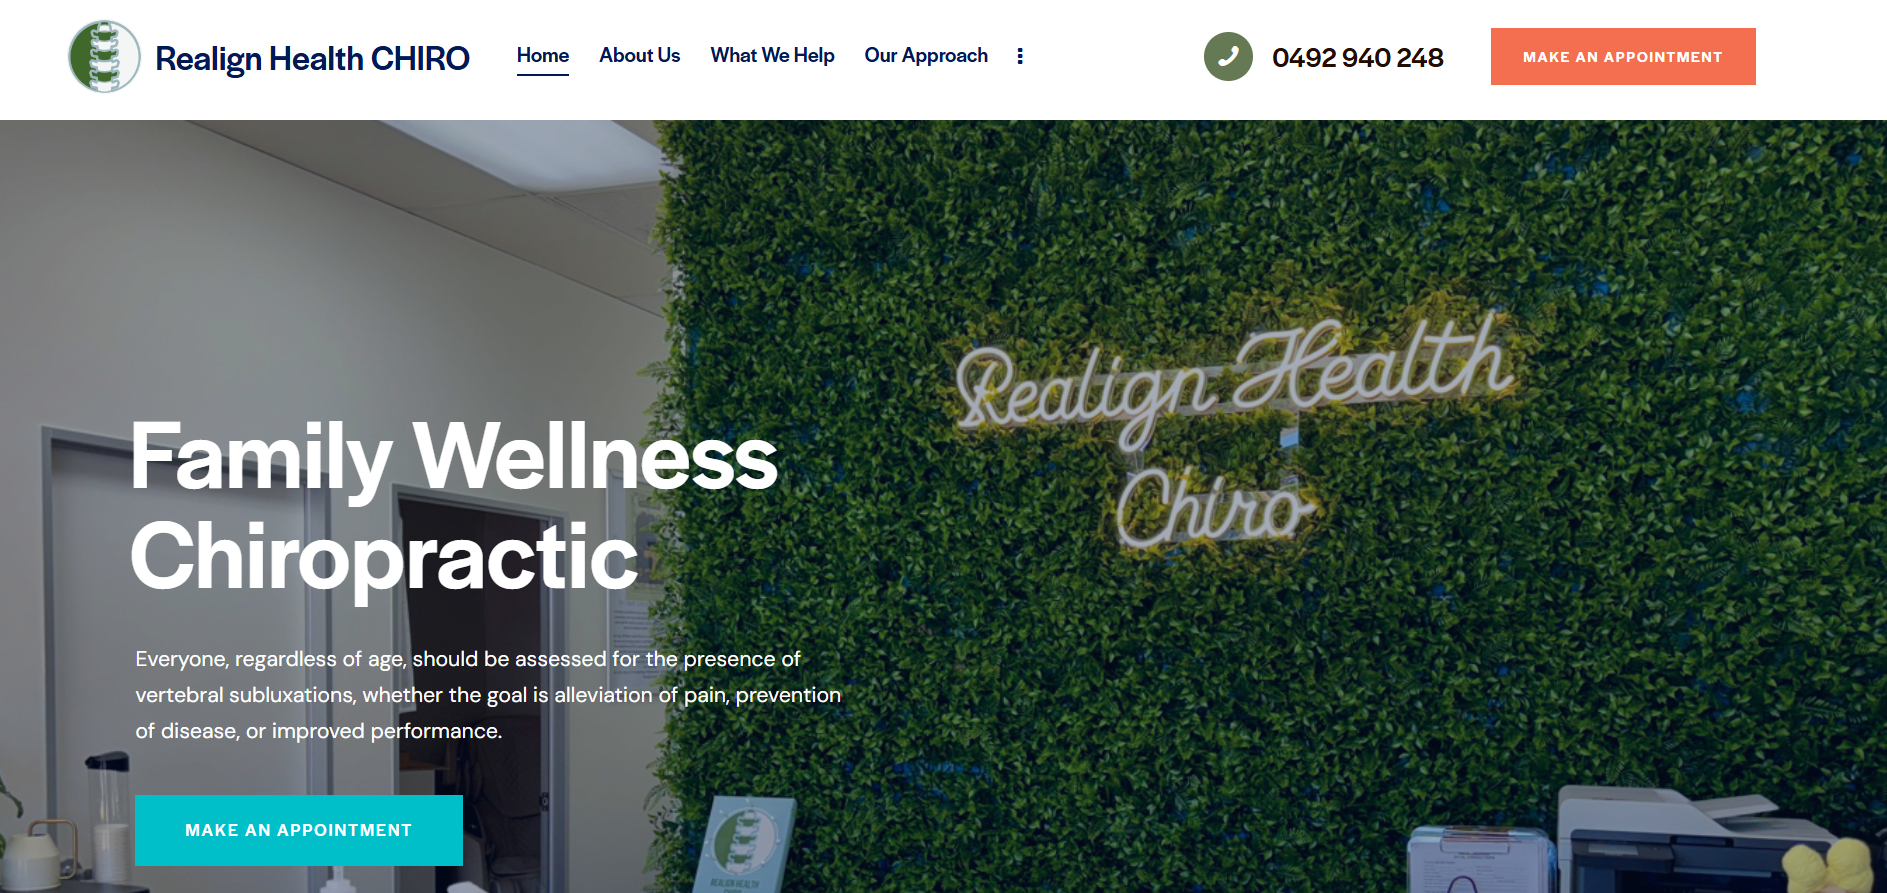 Realign Health CHIRO
Home
About Us
What We Help
Our Approach
0492 940 248
MAKE AN APPOINTMENT
Realign Health
Chiro
Family Wellness
Chiropractic
Everyone, regardless of age, should be assessed for the presence of
vertebral subluxations, whether the goal is alleviation of pain, prevention
of disease, or improved performance.
MAKE AN APPOINTMENT
REALIGN HEALTH